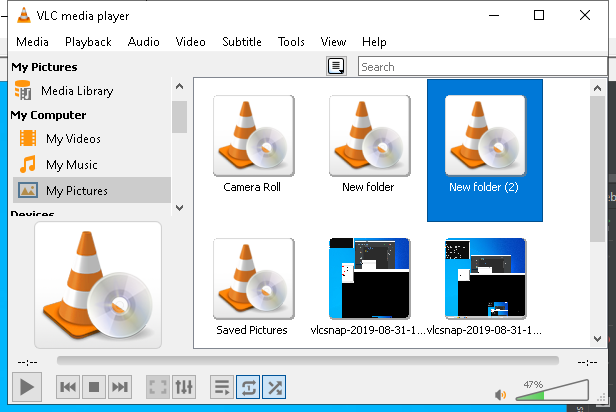 VLC media player
Media Playback Audio Video Subtitle Tools View Help
My Pictures
Search
Media Library
My Computer
My Videos
My Music
My Pictures
Devices
Camera Roll
New folder
New folder (2)
Saved Pictures
vlcsnap-2019-08-31-1...
vlcsnap-2019-08-31-1...
--:--
--:--
47%